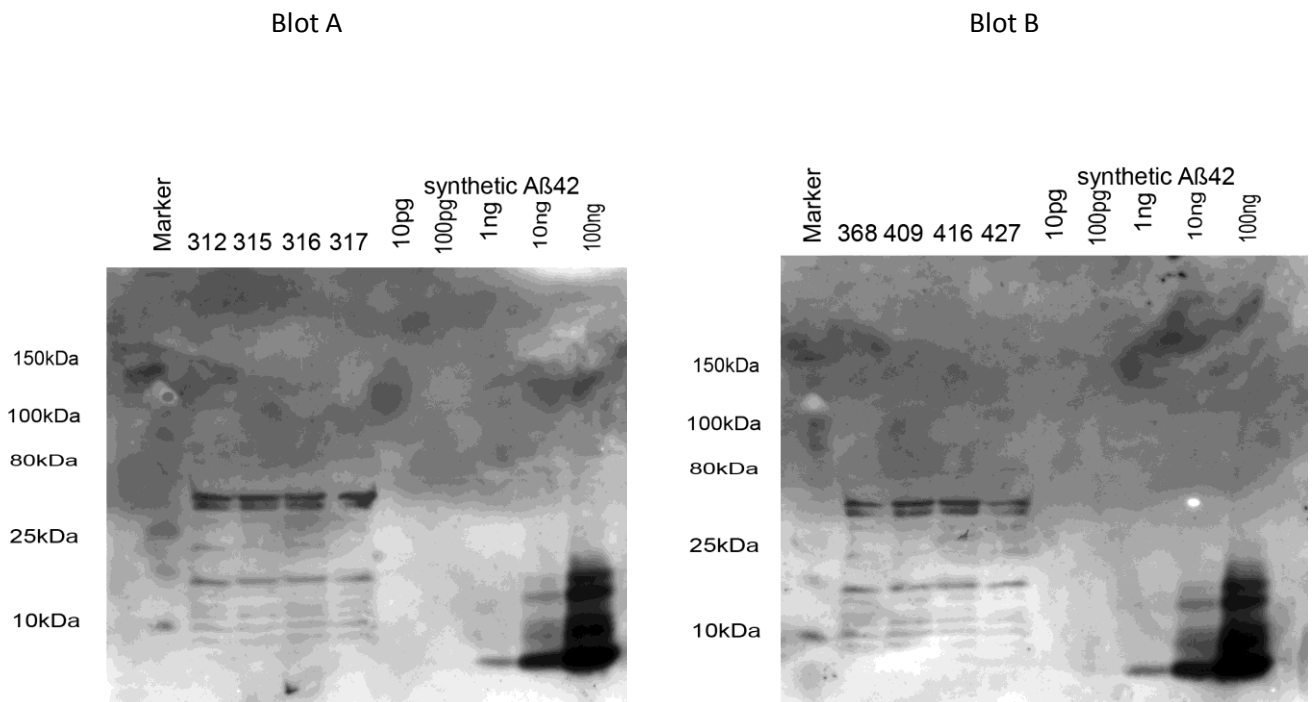 Blot A
synthetic Aß42
Marker 312 315 316 317 10pg 100pg 1ng 10ng 100ng
150kDa
100kDa
80kDa
25kDa
10kDa
Blot B
synthetic Aß42
Marker 368 409 416 427 10pg 100pg 1ng 10ng 100ng
150kDa
100kDa
80kDa
25kDa
10kDa